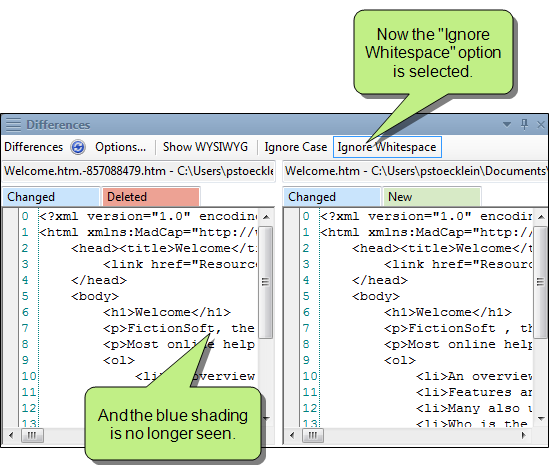 Now the "Ignore
Whitespace" option
is selected.
Differences
Differences Options... Show WYSIWYG Ignore Case Ignore Whitespace
Welcome.htm.-857088479.htm - C:\Users\pstoecklein Welcome.htm - C:\Users\pstoecklein\Documents\
Changed Deleted Changed New
0 <?xml version="1.0" encoding 0 <?xml version="1.0" encodin
1 <html xmlns:MadCap="http://w 1 <html xmlns:MadCap="http://
2 <head><title>Welcome</ti 2 <head><title>Welcome</t
3 <link href="Resource 3 <link href="Resourc
4 </head> 4 </head>
5 <body> 5 <body>
6 <h1>Welcome</h1> 6 <h1>Welcome</h1>
7 <p>FictionSoft, the 7 <p>FictionSoft , th
8 <p>Most online help 8 <p>Most online hel
9 <ol> 9 <ol>
10 <li> overview 10 <li>An overview
11 11 <li>Features an
12 12 <li>Many also u
13 13 <li>Who is the
And the blue shading
is no longer seen.